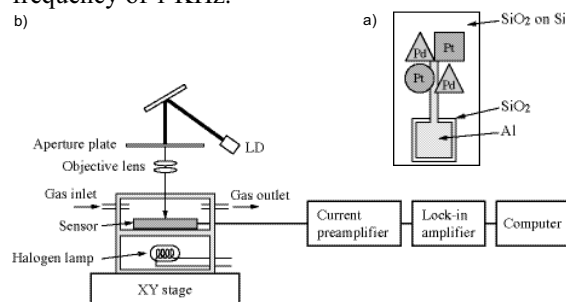 frequency of 1 KHz.
b)
a)
SiO₂ on Si
Pd
Pt
Pt
Pd
SiO₂
Al
Aperture plate
LD
Objective lens
Gas inlet
Gas outlet
Sensor
Current
preamplifier
Lock-in
amplifier
Computer
Halogen lamp
XY stage